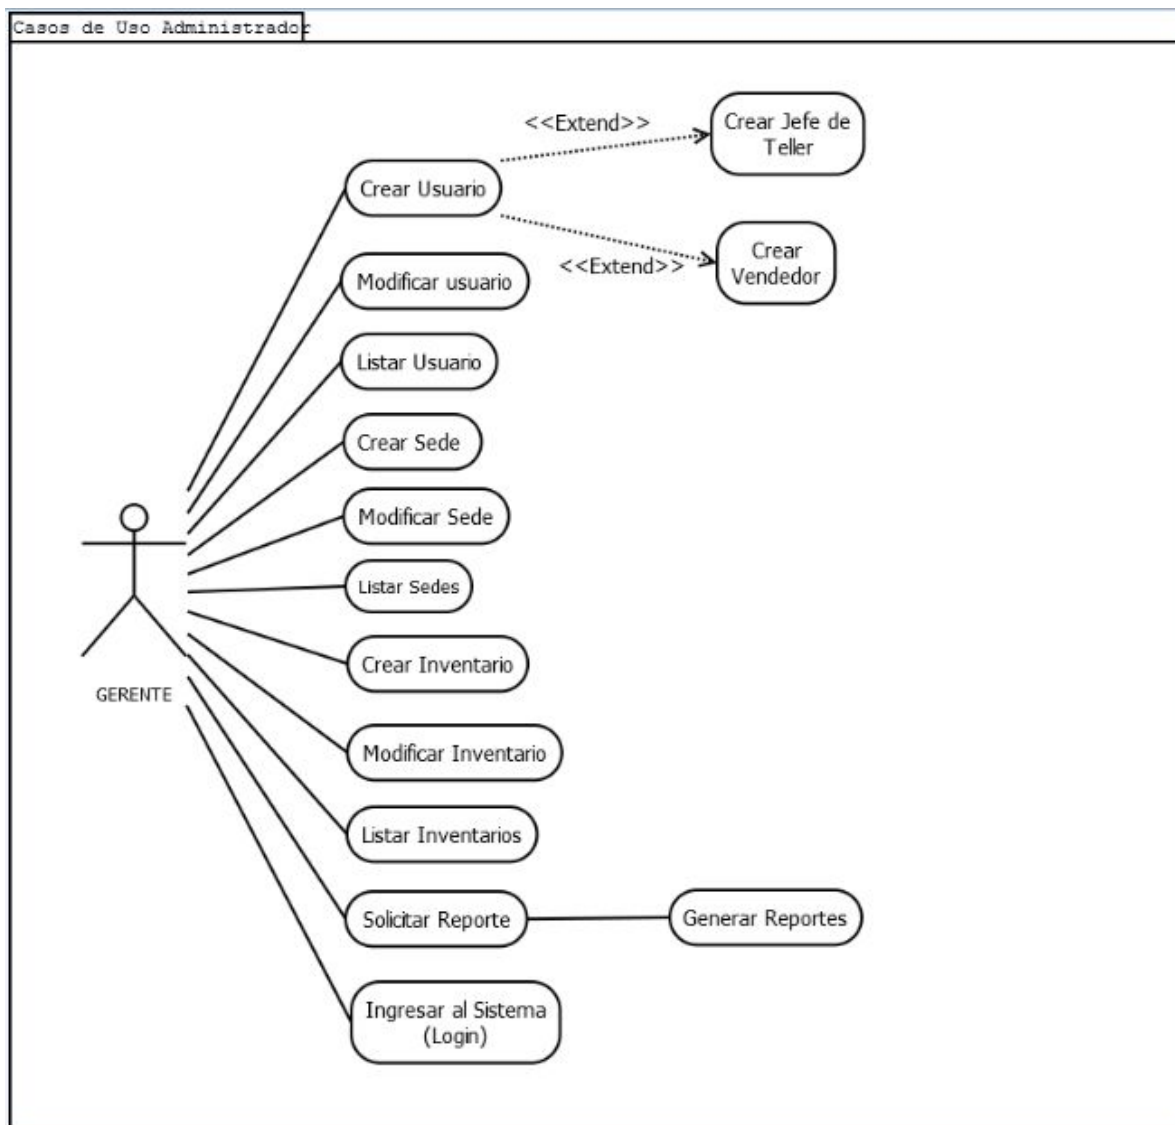 Casos de Uso Administrador
<<Extend>>
Crear Jefe de
Teller
Crear Usuario
<<Extend>>
Crear
Vendedor
Modificar usuario
Listar Usuario
Crear Sede
Modificar Sede
Listar Sedes
Crear Inventario
GERENTE
Modificar Inventario
Listar Inventarios
Solicitar Reporte
Generar Reportes
Ingresar al Sistema
(Login)